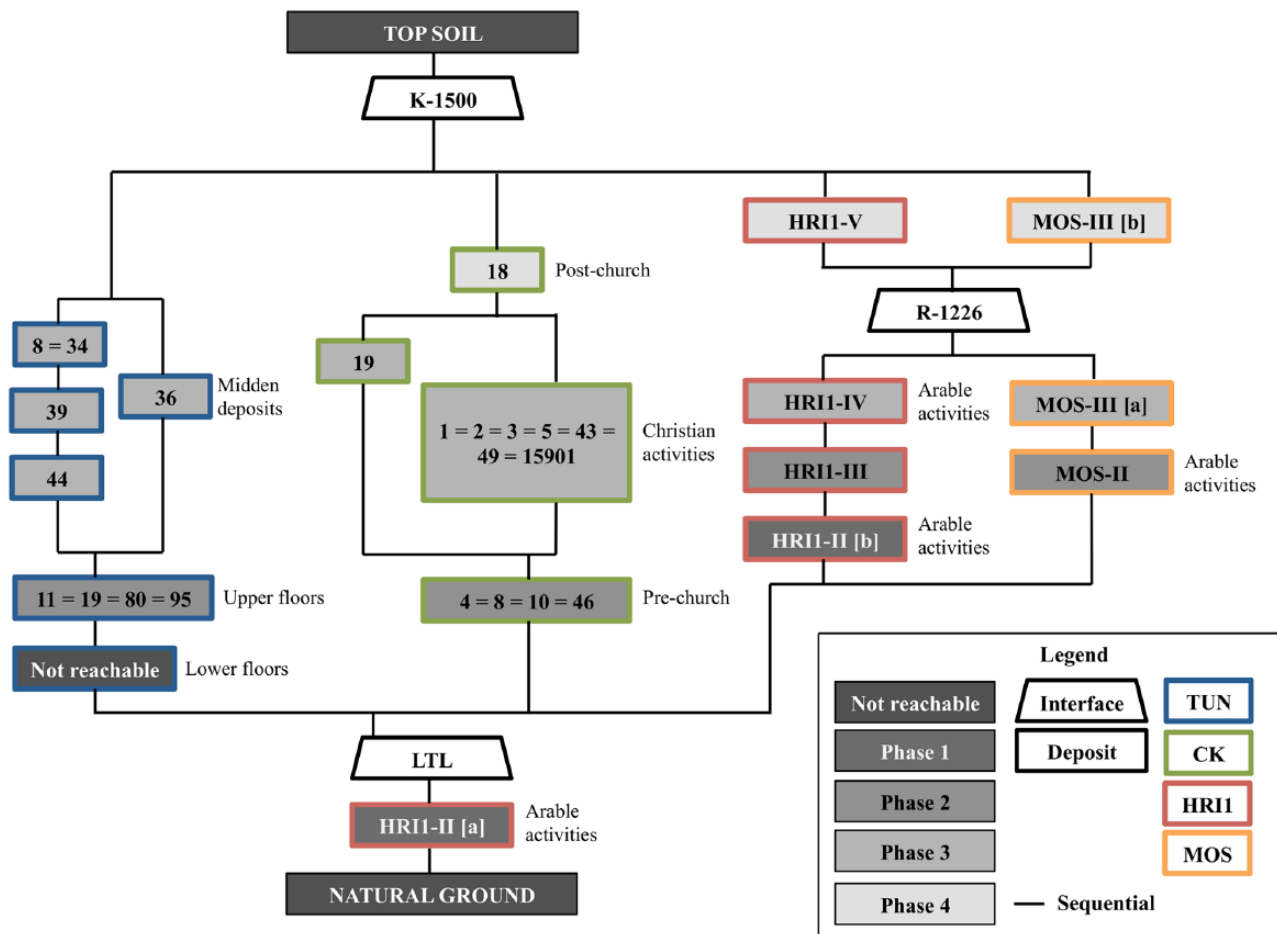 TOP SOIL
K-1500
HRI1-V
MOS-III [b]
18
Post-church
R-1226
8 = 34
19
39
36
Midden
deposits
HRI1-IV
Arable
activities
MOS-III [a]
1 = 2 = 3 = 5 = 43 =
49 = 15901
Christian
activities
44
HRI1-III
MOS-II
Arable
activities
HRI1-II [b]
Arable
activities
11 = 19 = 80 = 95
Upper floors
4 = 8 = 10 = 46
Pre-church
Not reachable
Lower floors
LTL
HRI1-II [a]
Arable
activities
NATURAL GROUND
Legend
Not reachable
Interface
TUN
Phase 1
Deposit
CK
Phase 2
HRI1
Phase 3
MOS
Phase 4
Sequential